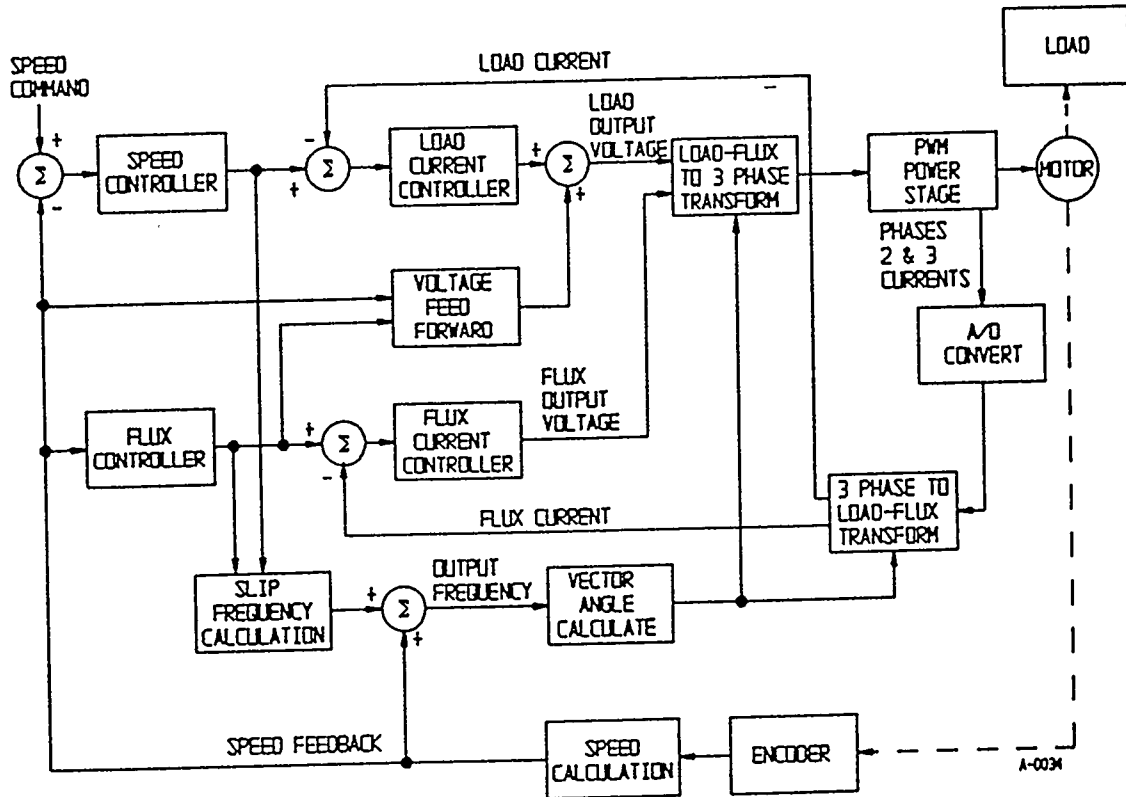 LOAD
SPEED
COMMAND
LOAD CURRENT
-
+
Σ
-
SPEED
CONTROLLER
-
+
Σ
LOAD
CURRENT
CONTROLLER
+
+
Σ
LOAD
OUTPUT
VOLTAGE
LOAD-FLUX
TO 3 PHASE
TRANSFORM
PWM
POWER
STAGE
MOTOR
PHASES
2 & 3
CURRENTS
VOLTAGE
FEED
FORWARD
A/D
CONVERT
FLUX
OUTPUT
VOLTAGE
FLUX
CONTROLLER
+
-
Σ
FLUX
CURRENT
CONTROLLER
3 PHASE TO
LOAD-FLUX
TRANSFORM
FLUX CURRENT
SLIP
FREQUENCY
CALCULATION
+
+
Σ
OUTPUT
FREQUENCY
VECTOR
ANGLE
CALCULATE
SPEED FEEDBACK
SPEED
CALCULATION
ENCODER
A-0034